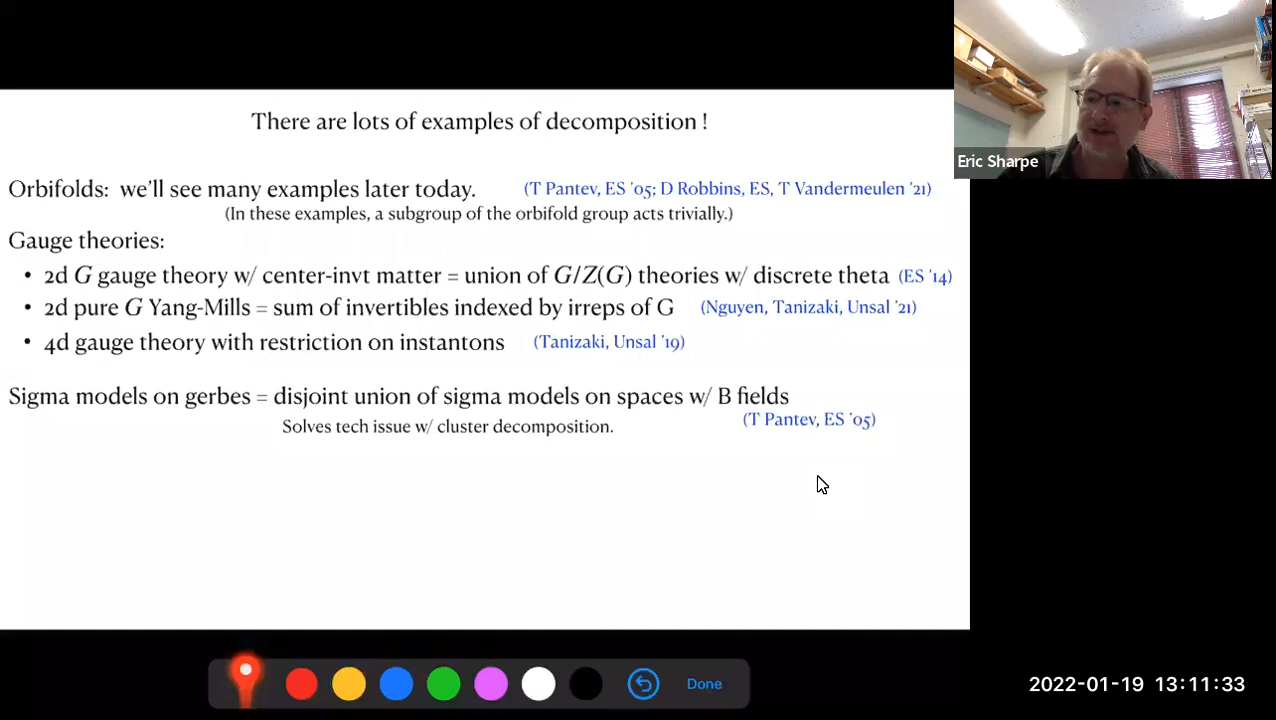 There are lots of examples of decomposition !
Orbifolds: we'll see many examples later today. (T Pantev, ES '05; D Robbins, ES, T Vandermeulen '21)
(In these examples, a subgroup of the orbifold group acts trivially.)
Gauge theories:
• 2d G gauge theory w/ center-invt matter = union of G/Z(G) theories w/ discrete theta (ES '14)
• 2d pure G Yang-Mills = sum of invertibles indexed by irreps of G (Nguyen, Tanizaki, Unsal '21)
• 4d gauge theory with restriction on instantons (Tanizaki, Unsal '19)
Sigma models on gerbes = disjoint union of sigma models on spaces w/ B fields
(T Pantev, ES '05)
Solves tech issue w/ cluster decomposition.
Eric Sharpe
Done
2022-01-19 13:11:33